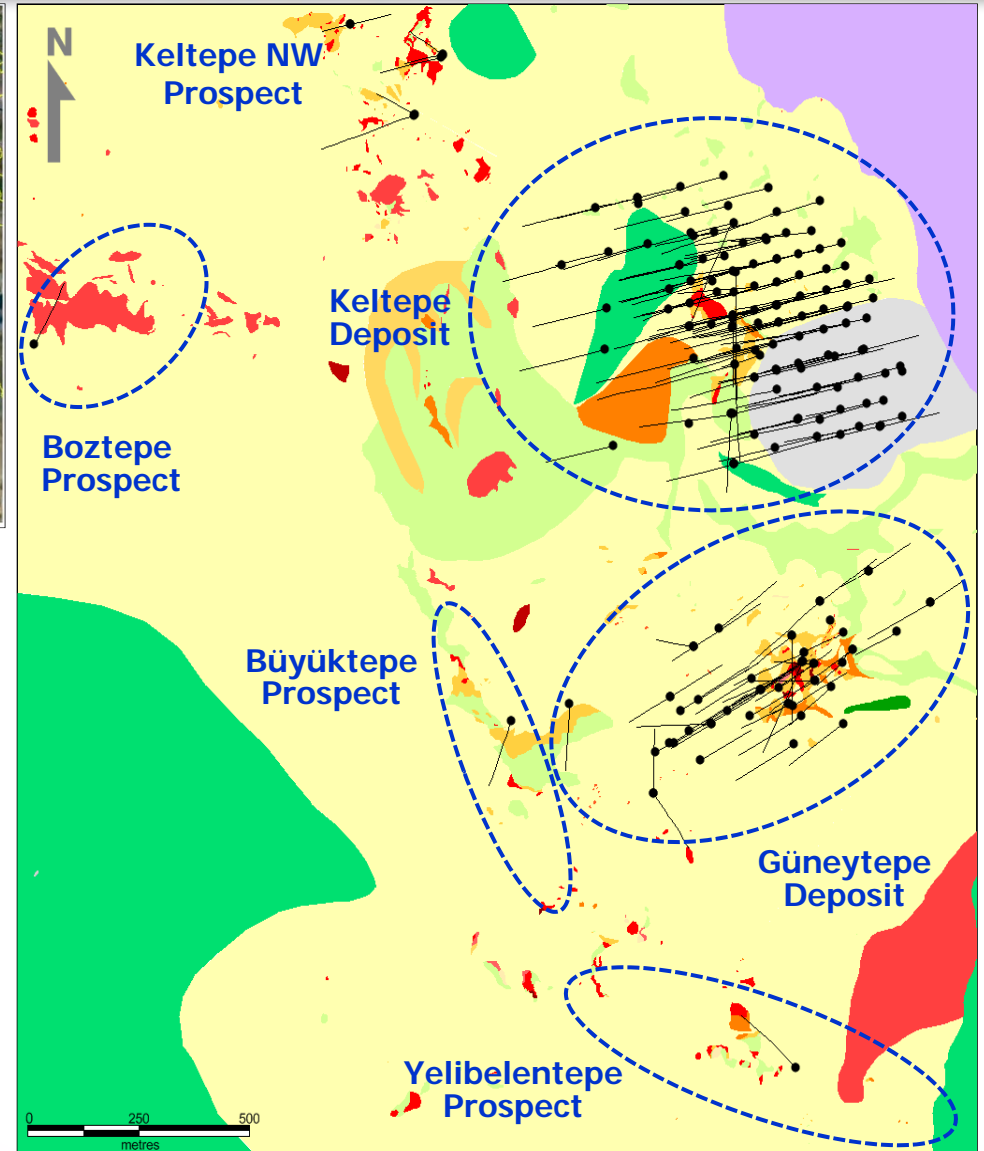 N
Keltepe NW
Prospect
Keltepe
Deposit
Boztepe
Prospect
Büyüktepe
Prospect
Güneytepe
Deposit
Yelibelentepe
Prospect
0 250 500
metres